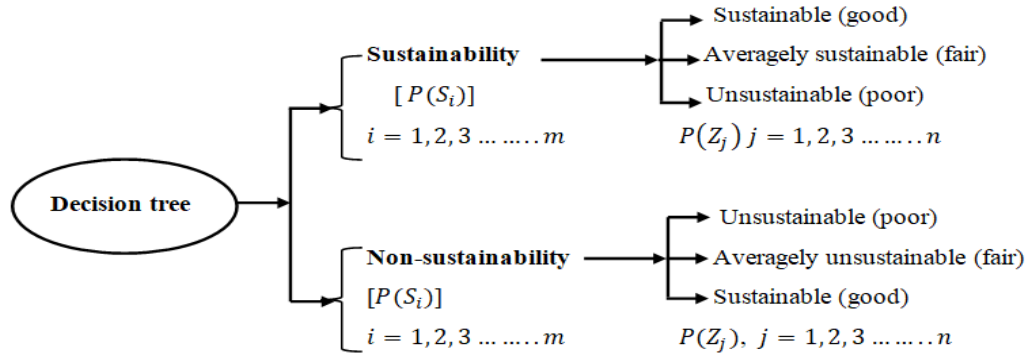 Decision tree
Sustainability
[ P(S_i)]
i = 1, 2, 3 … … . . m
Sustainable (good)
Averagely sustainable (fair)
Unsustainable (poor)
P(Z_j) j = 1, 2, 3 … … . . n
Non-sustainability
[P(S_i)]
i = 1, 2, 3 … … . . m
Unsustainable (poor)
Averagely unsustainable (fair)
Sustainable (good)
P(Z_j), j = 1, 2, 3 … … . . n